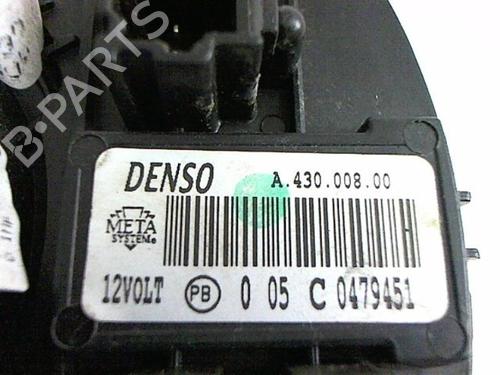 B-PARTS
DENSO A.430.008.00
META
SYSTEM
12VOLT PB 0 05 C 0479451